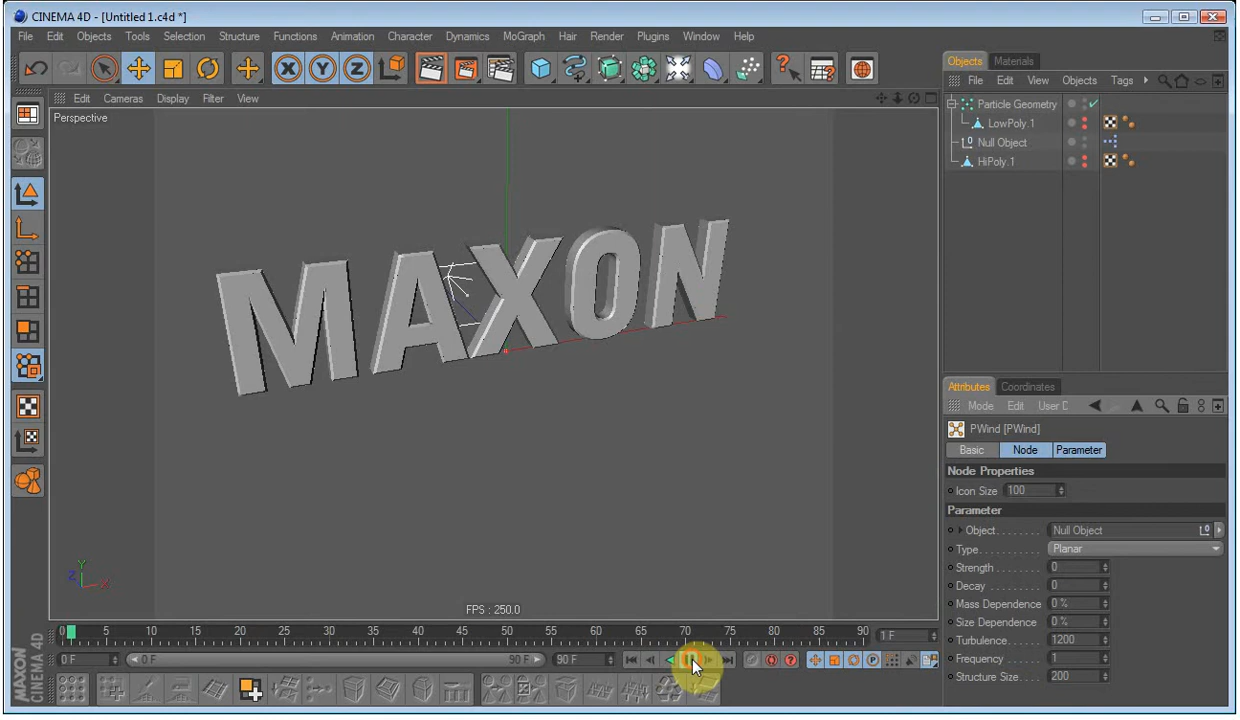 CINEMA 4D - [Untitled 1.c4d *]
File Edit Objects Tools Selection Structure Functions Animation Character Dynamics MoGraph Hair Render Plugins Window Help
X Y Z
Objects Materials
File Edit View Objects Tags
Edit Cameras Display Filter View
Perspective
Particle Geometry
LowPoly.1
Null Object
HiPoly.1
MAXON
Attributes Coordinates
Mode Edit User D
PWind [PWind]
Basic Node Parameter
Node Properties
Icon Size 100
Parameter
Object Null Object
Type Planar
Strength 0
Decay 0
Mass Dependence 0 %
Size Dependence 0 %
Turbulence 1200
Frequency 1
Structure Size 200
Y
Z X
FPS : 250.0
0 5 10 15 20 25 30 35 40 45 50 55 60 65 70 75 80 85 90 1 F
0 F 0 F 90 F 90 F
MAXON
CINEMA 4D